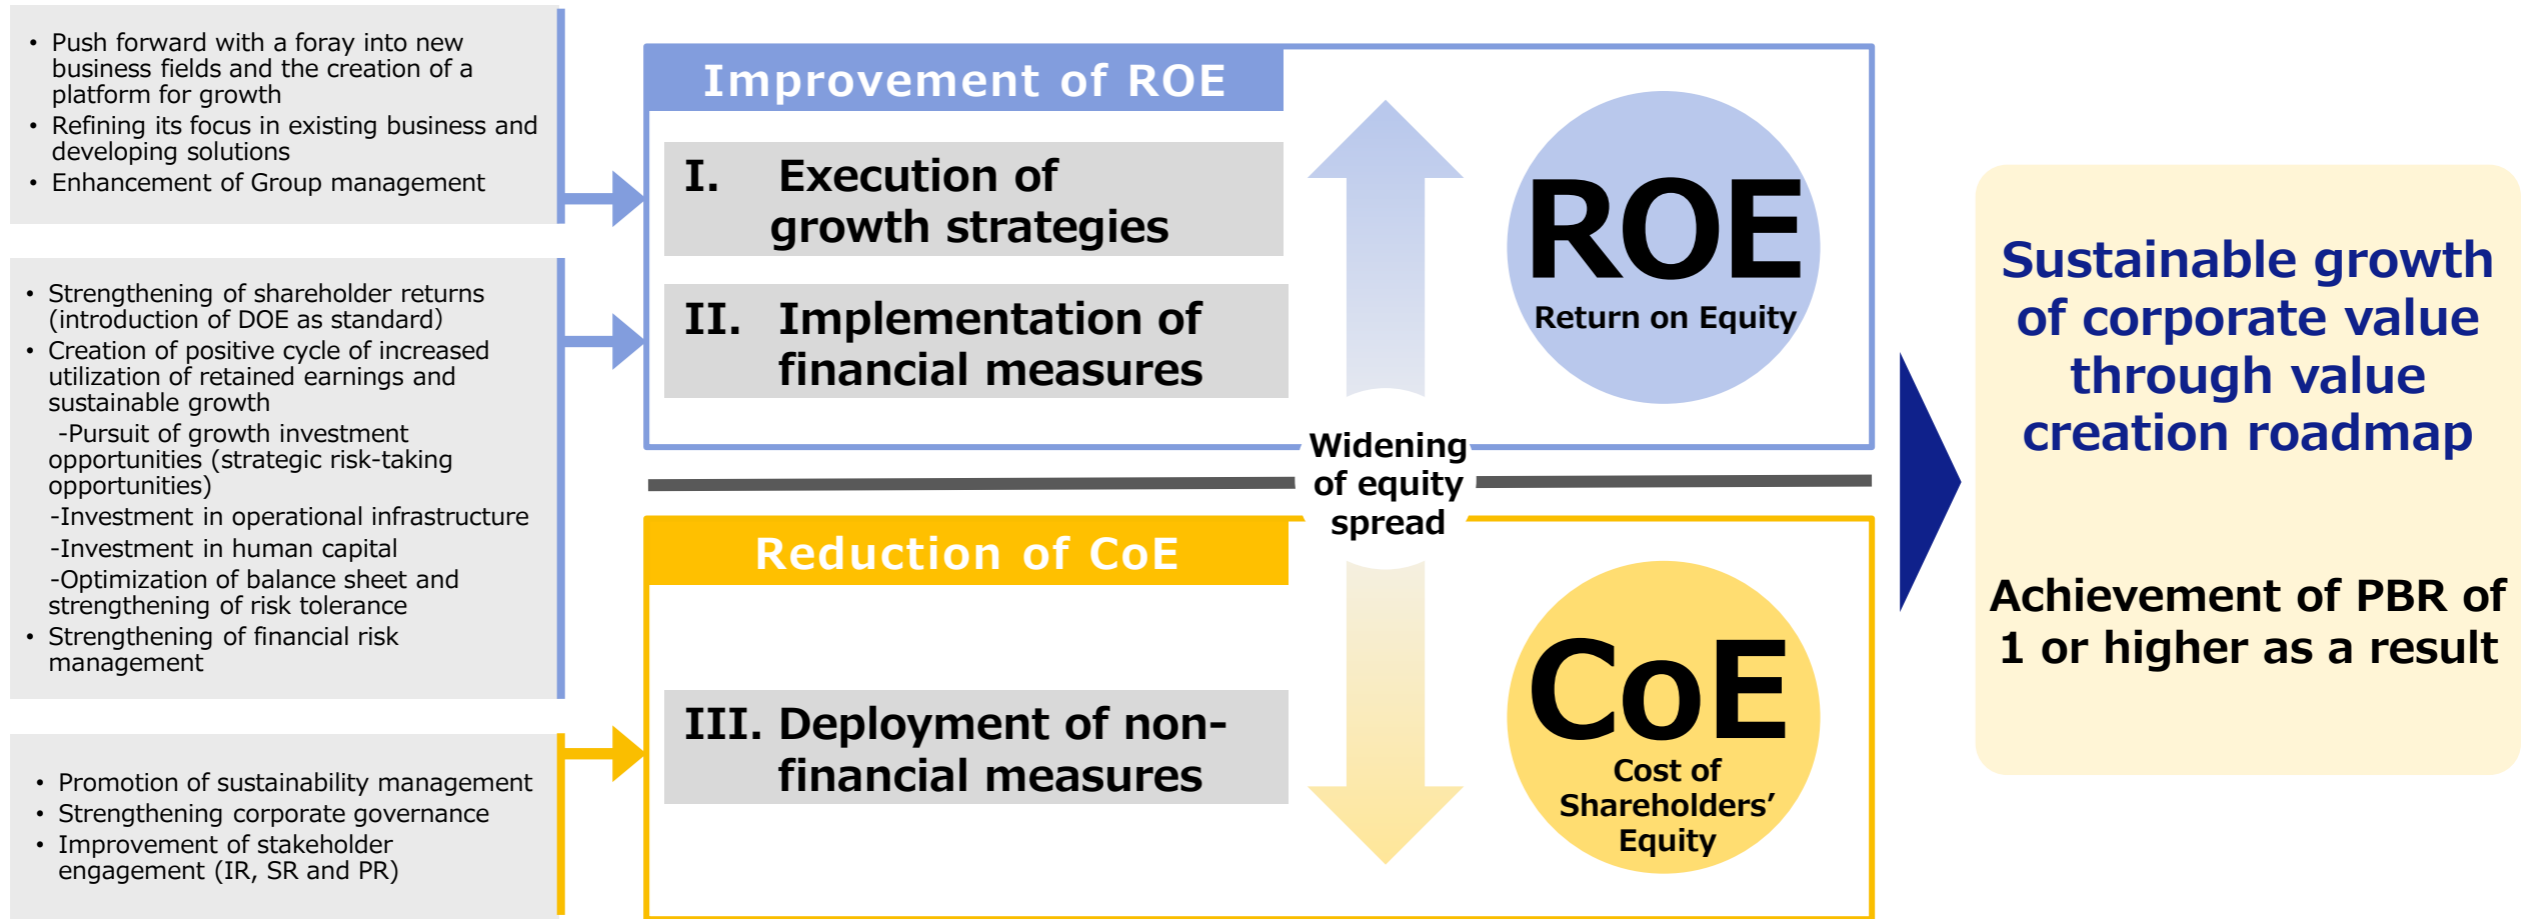 • Push forward with a foray into new
business fields and the creation of a
platform for growth
• Refining its focus in existing business and
developing solutions
• Enhancement of Group management
• Strengthening of shareholder returns
(introduction of DOE as standard)
• Creation of positive cycle of increased
utilization of retained earnings and
sustainable growth
-Pursuit of growth investment
opportunities (strategic risk-taking
opportunities)
-Investment in operational infrastructure
-Investment in human capital
-Optimization of balance sheet and
strengthening of risk tolerance
• Strengthening of financial risk
management
• Promotion of sustainability management
• Strengthening corporate governance
• Improvement of stakeholder
engagement (IR, SR and PR)
Improvement of ROE
I. Execution of
growth strategies
II. Implementation of
financial measures
ROE
Return on Equity
Widening
of equity
spread
Reduction of CoE
III. Deployment of non-
financial measures
CoE
Cost of
Shareholders’
Equity
Sustainable growth
of corporate value
through value
creation roadmap
Achievement of PBR of
1 or higher as a result